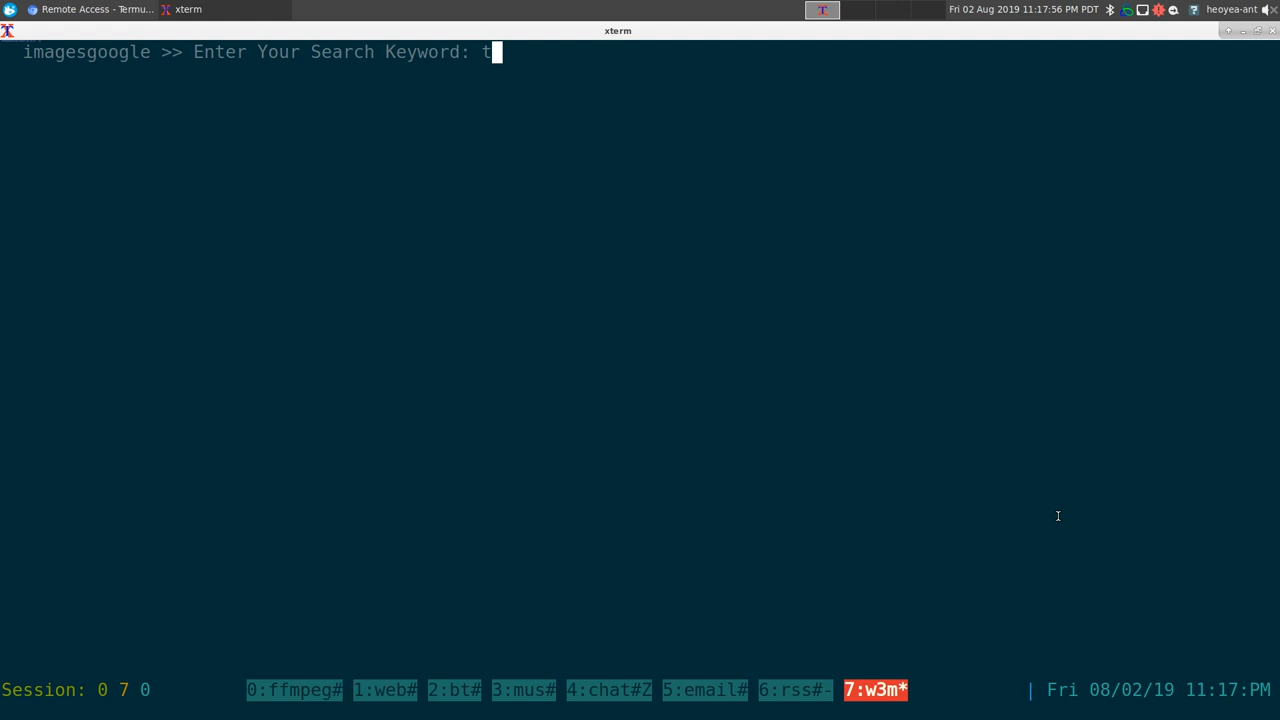 Remote Access - Termu... xterm Fri 02 Aug 2019 11:17:56 PM PDT heoyea-ant
xterm
imagesgoogle >> Enter Your Search Keyword: t
Session: 0 7 0 0:ffmpeg# 1:web# 2:bt# 3:mus# 4:chat#Z 5:email# 6:rss#- 7:w3m* | Fri 08/02/19 11:17:PM